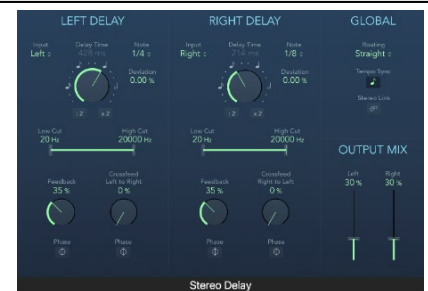 LEFT DELAY
RIGHT DELAY
GLOBAL
Input
Left
Delay Time
428 ms
Note
1/4
Deviation
0.00 %
:2
x2
Input
Right
Delay Time
214 ms
Note
1/8
Deviation
0.00 %
:2
x2
Routing
Straight
Tempo Sync
Stereo Link
Low Cut
20 Hz
High Cut
20000 Hz
Low Cut
20 Hz
High Cut
20000 Hz
OUTPUT MIX
Left
30 %
Right
30 %
Feedback
35 %
Crossfeed
Left to Right
0 %
Feedback
35 %
Crossfeed
Right to Left
0 %
Phase
Phase
Phase
Phase
Stereo Delay